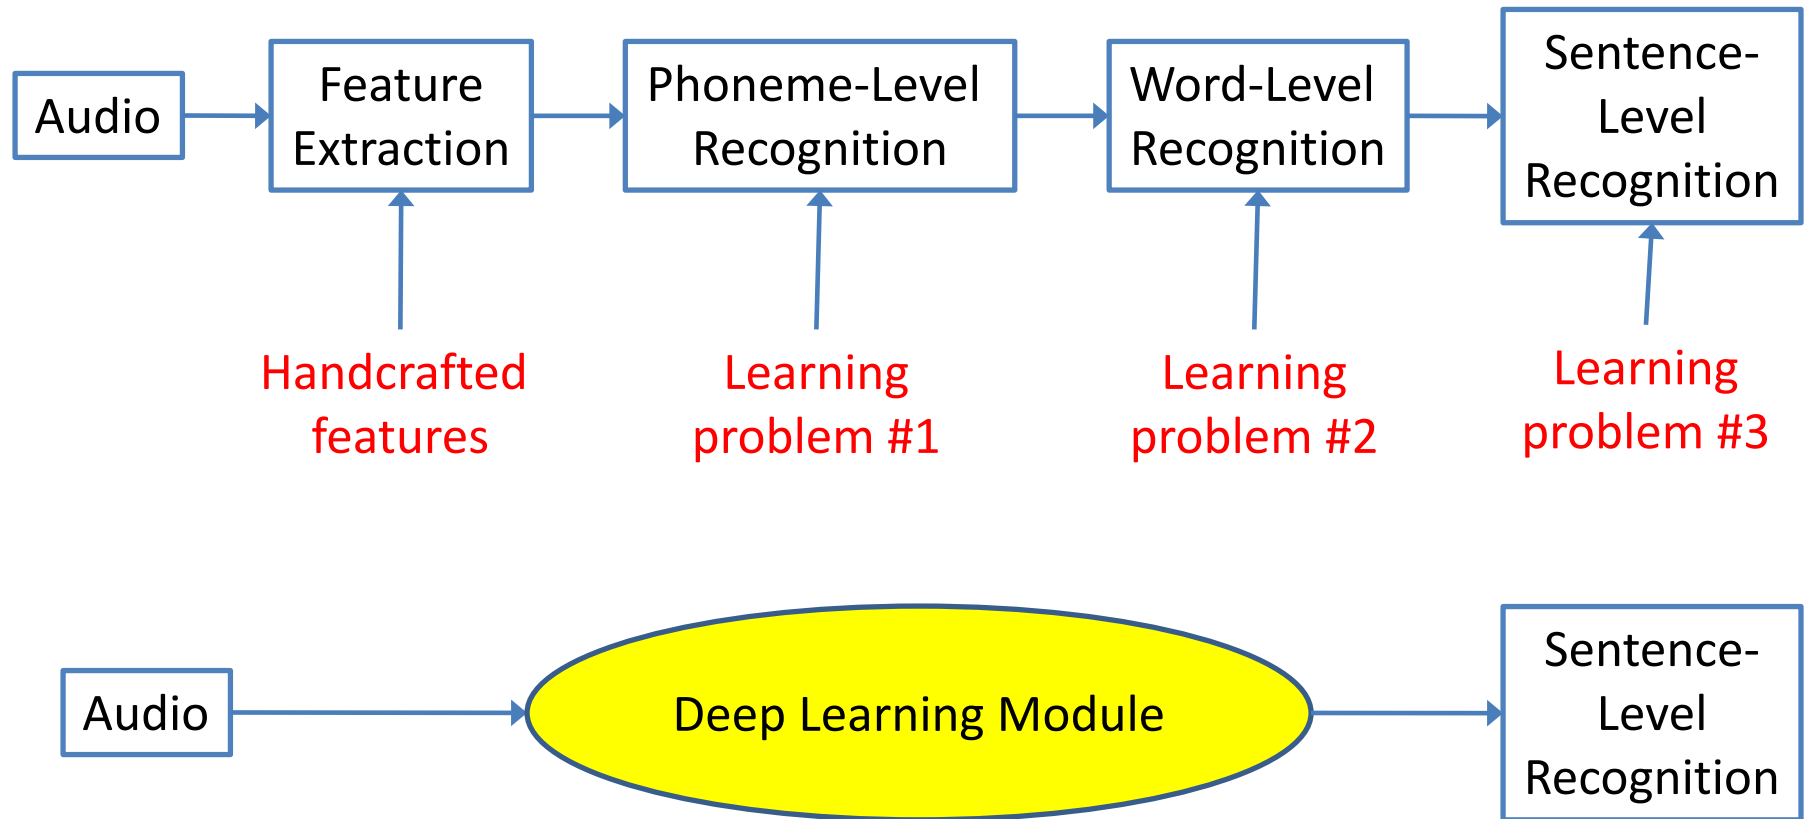 Audio
Feature
Extraction
Phoneme-Level
Recognition
Word-Level
Recognition
Sentence-
Level
Recognition
Handcrafted
features
Learning
problem #1
Learning
problem #2
Learning
problem #3
Audio
Deep Learning Module
Sentence-
Level
Recognition